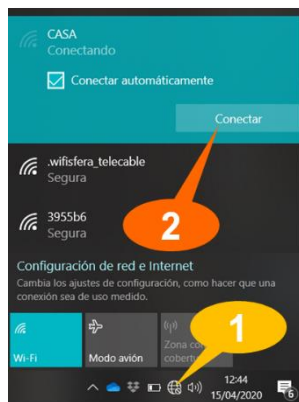 CASA
Conectando
Conectar automáticamente
Conectar
.wifisfera_telecable
Segura
3955b6
Segura
2
Configuración de red e Internet
Cambia los ajustes de configuración, como hacer que una
conexión sea de uso medido.
1
Wi-Fi
Modo avión
Zona
cobertu
12:44
15/04/2020
6